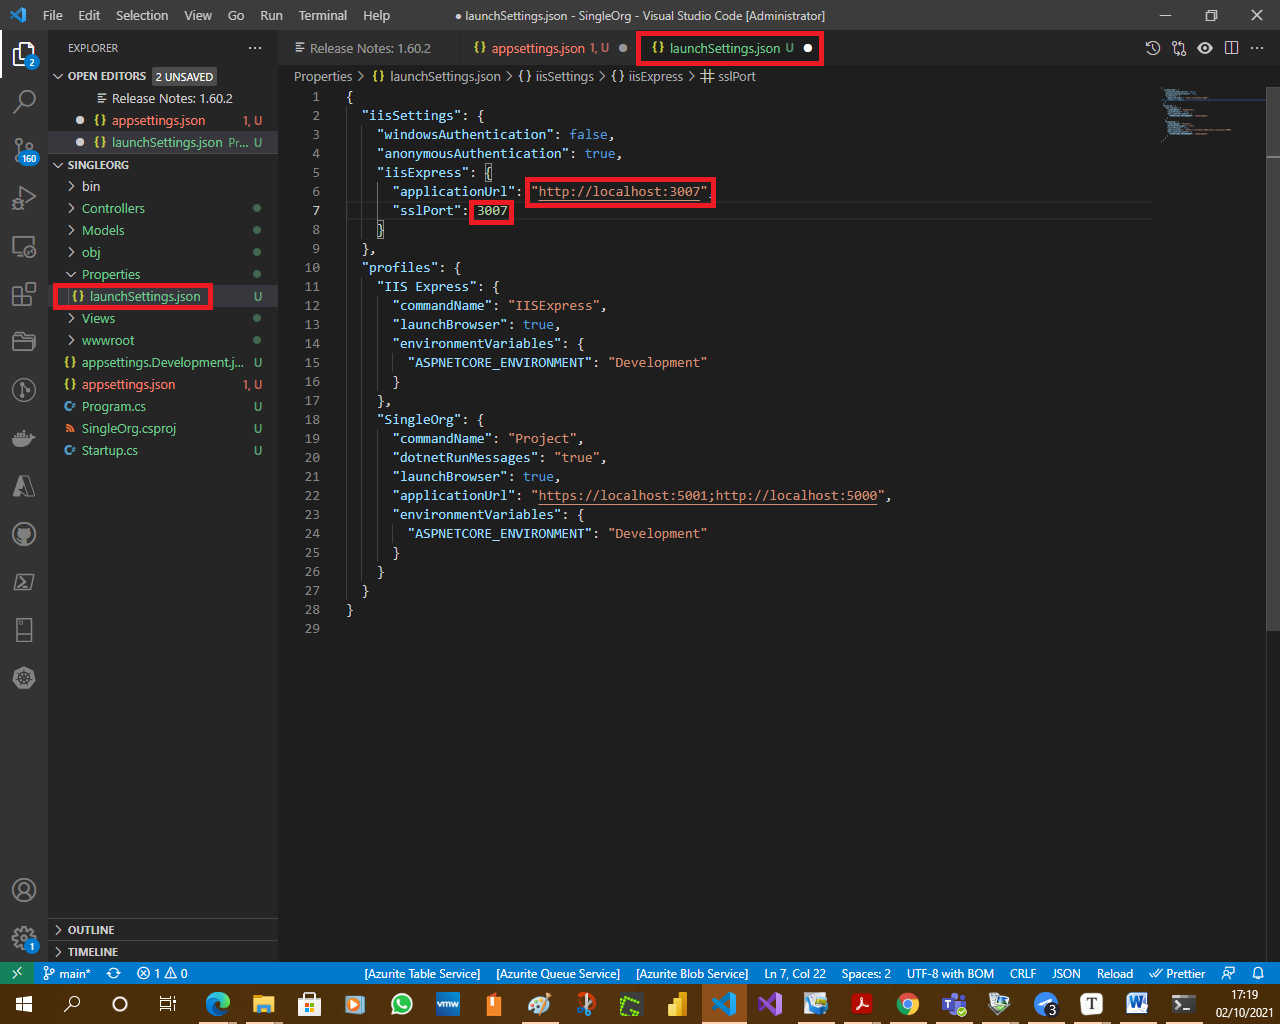 File Edit Selection View Go Run Terminal Help
● launchSettings.json - SingleOrg - Visual Studio Code [Administrator]
EXPLORER
Release Notes: 1.60.2
{} appsettings.json 1, U ●
{} launchSettings.json U ●
OPEN EDITORS 2 UNSAVED
Release Notes: 1.60.2
● {} appsettings.json 1, U
● {} launchSettings.json Pr... U
SINGLEORG
bin
Controllers
Models
obj
Properties
{} launchSettings.json U
Views
wwwroot
{} appsettings.Development.j... U
{} appsettings.json 1, U
C# Program.cs U
SingleOrg.csproj U
C# Startup.cs U
OUTLINE
TIMELINE
2
160
1
Properties > {} launchSettings.json > {} iisSettings > {} iisExpress > # sslPort
1 {
2 "iisSettings": {
3 "windowsAuthentication": false,
4 "anonymousAuthentication": true,
5 "iisExpress": {
6 "applicationUrl": "http://localhost:3007",
7 "sslPort": 3007
8 }
9 },
10 "profiles": {
11 "IIS Express": {
12 "commandName": "IISExpress",
13 "launchBrowser": true,
14 "environmentVariables": {
15 "ASPNETCORE_ENVIRONMENT": "Development"
16 }
17 },
18 "SingleOrg": {
19 "commandName": "Project",
20 "dotnetRunMessages": "true",
21 "launchBrowser": true,
22 "applicationUrl": "https://localhost:5001;http://localhost:5000",
23 "environmentVariables": {
24 "ASPNETCORE_ENVIRONMENT": "Development"
25 }
26 }
27 }
28 }
29
main* 1 0 [Azurite Table Service] [Azurite Queue Service] [Azurite Blob Service] Ln 7, Col 22 Spaces: 2 UTF-8 with BOM CRLF JSON Reload Prettier
vmw
3
T
W
17:19
02/10/2021